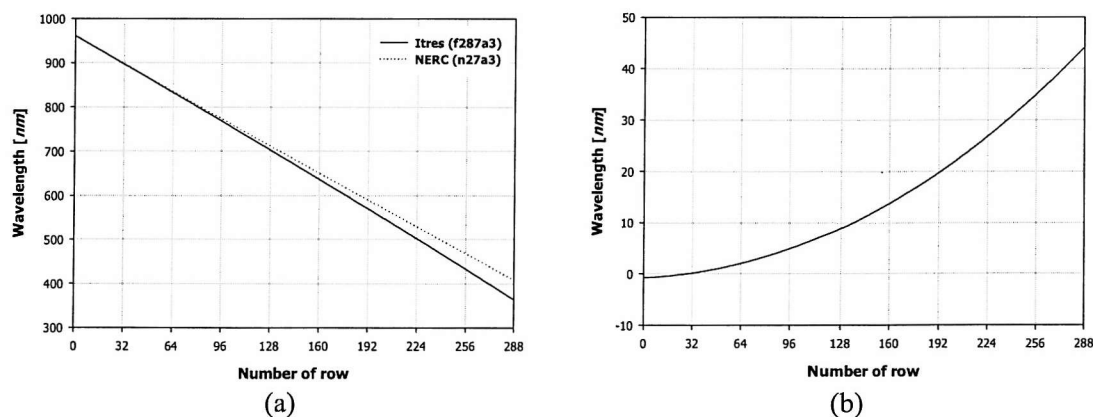 1000
900
800
700
600
500
400
300
Wavelength [nm]
Itres (f287a3)
NERC (n27a3)
0 32 64 96 128 160 192 224 256 288
Number of row
(a)
50
40
30
20
10
0
-10
Wavelength [nm]
0 32 64 96 128 160 192 224 256 288
Number of row
(b)